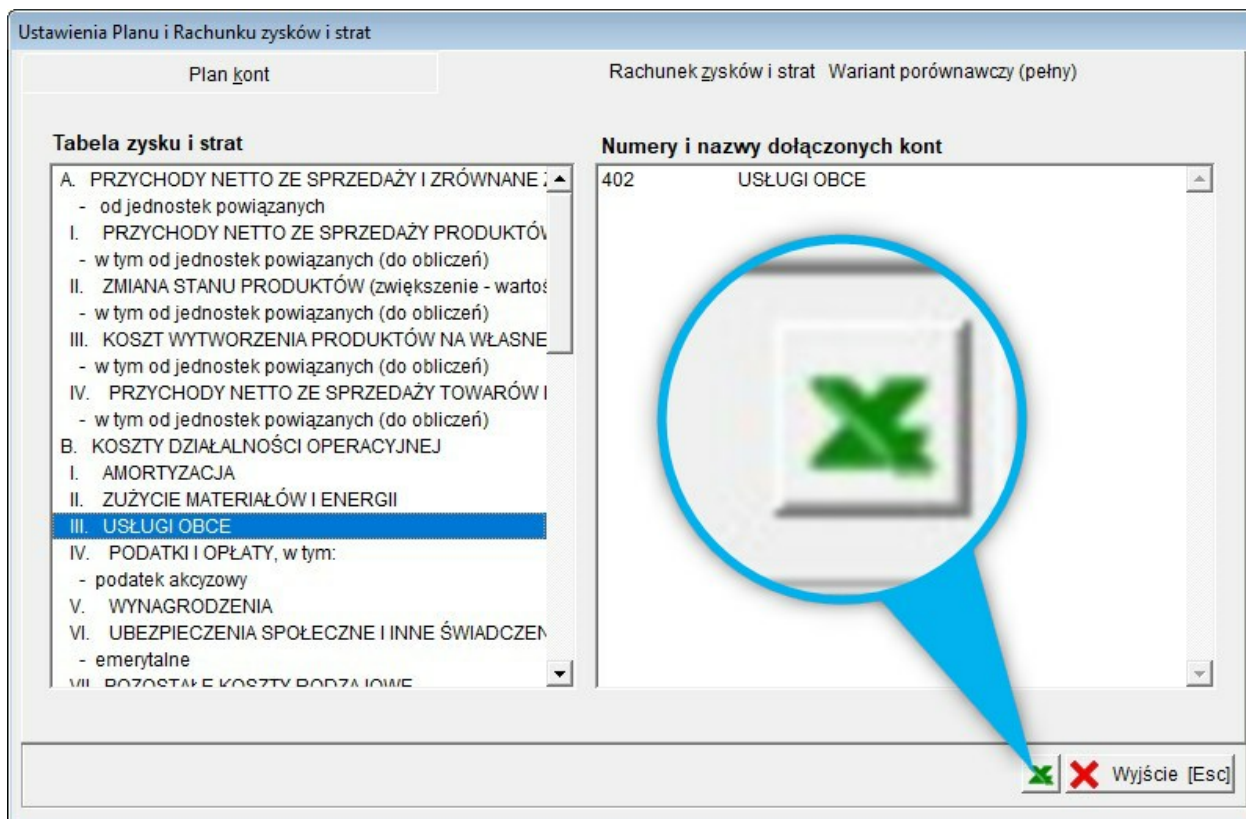 Ustawienia Planu i Rachunku zysków i strat
Plan kont
Rachunek zysków i strat Wariant porównawczy (pełny)
Tabela zysku i strat
A. PRZYCHODY NETTO ZE SPRZEDAŻY I ZRÓWNANE
- od jednostek powiązanych
I. PRZYCHODY NETTO ZE SPRZEDAŻY PRODUKTÓW
- w tym od jednostek powiązanych (do obliczeń)
II. ZMIANA STANU PRODUKTÓW (zwiększenie - wartoś
- w tym od jednostek powiązanych (do obliczeń)
III. KOSZT WYTWORZENIA PRODUKTÓW NA WŁASNE
- w tym od jednostek powiązanych (do obliczeń)
IV. PRZYCHODY NETTO ZE SPRZEDAŻY TOWARÓW I
- w tym od jednostek powiązanych (do obliczeń)
B. KOSZTY DZIAŁALNOŚCI OPERACYJNEJ
I. AMORTYZACJA
II. ZUŻYCIE MATERIAŁÓW I ENERGII
III. USŁUGI OBCE
IV. PODATKI I OPŁATY, w tym:
- podatek akcyzowy
V. WYNAGRODZENIA
VI. UBEZPIECZENIA SPOŁECZNE I INNE ŚWIADCZEN
- emerytalne
VII. POZOSTAŁE KOSZTY RODZAJOWE
Numery i nazwy dołączonych kont
402 USŁUGI OBCE
Wyjście [Esc]